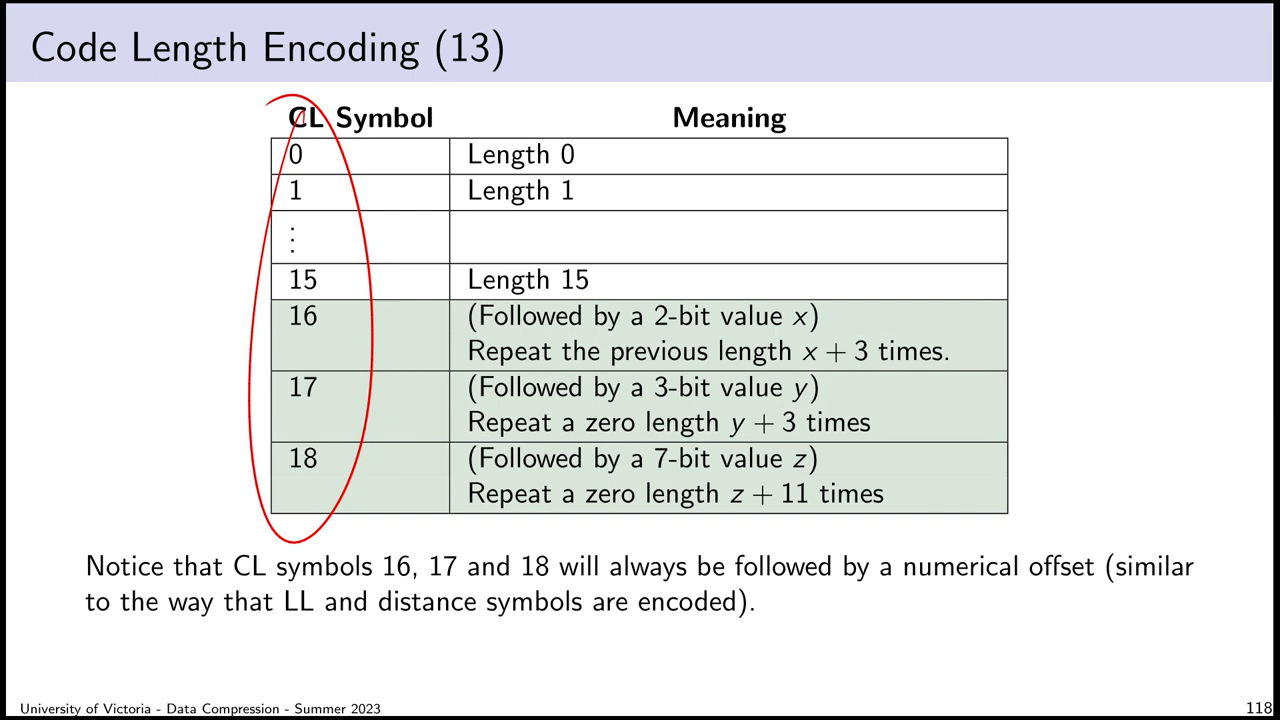 Code Length Encoding (13)
CL Symbol Meaning
0 Length 0
1 Length 1
⋮
15 Length 15
16 (Followed by a 2-bit value x)
Repeat the previous length x + 3 times.
17 (Followed by a 3-bit value y)
Repeat a zero length y + 3 times
18 (Followed by a 7-bit value z)
Repeat a zero length z + 11 times
Notice that CL symbols 16, 17 and 18 will always be followed by a numerical offset (similar
to the way that LL and distance symbols are encoded).
University of Victoria - Data Compression - Summer 2023 118